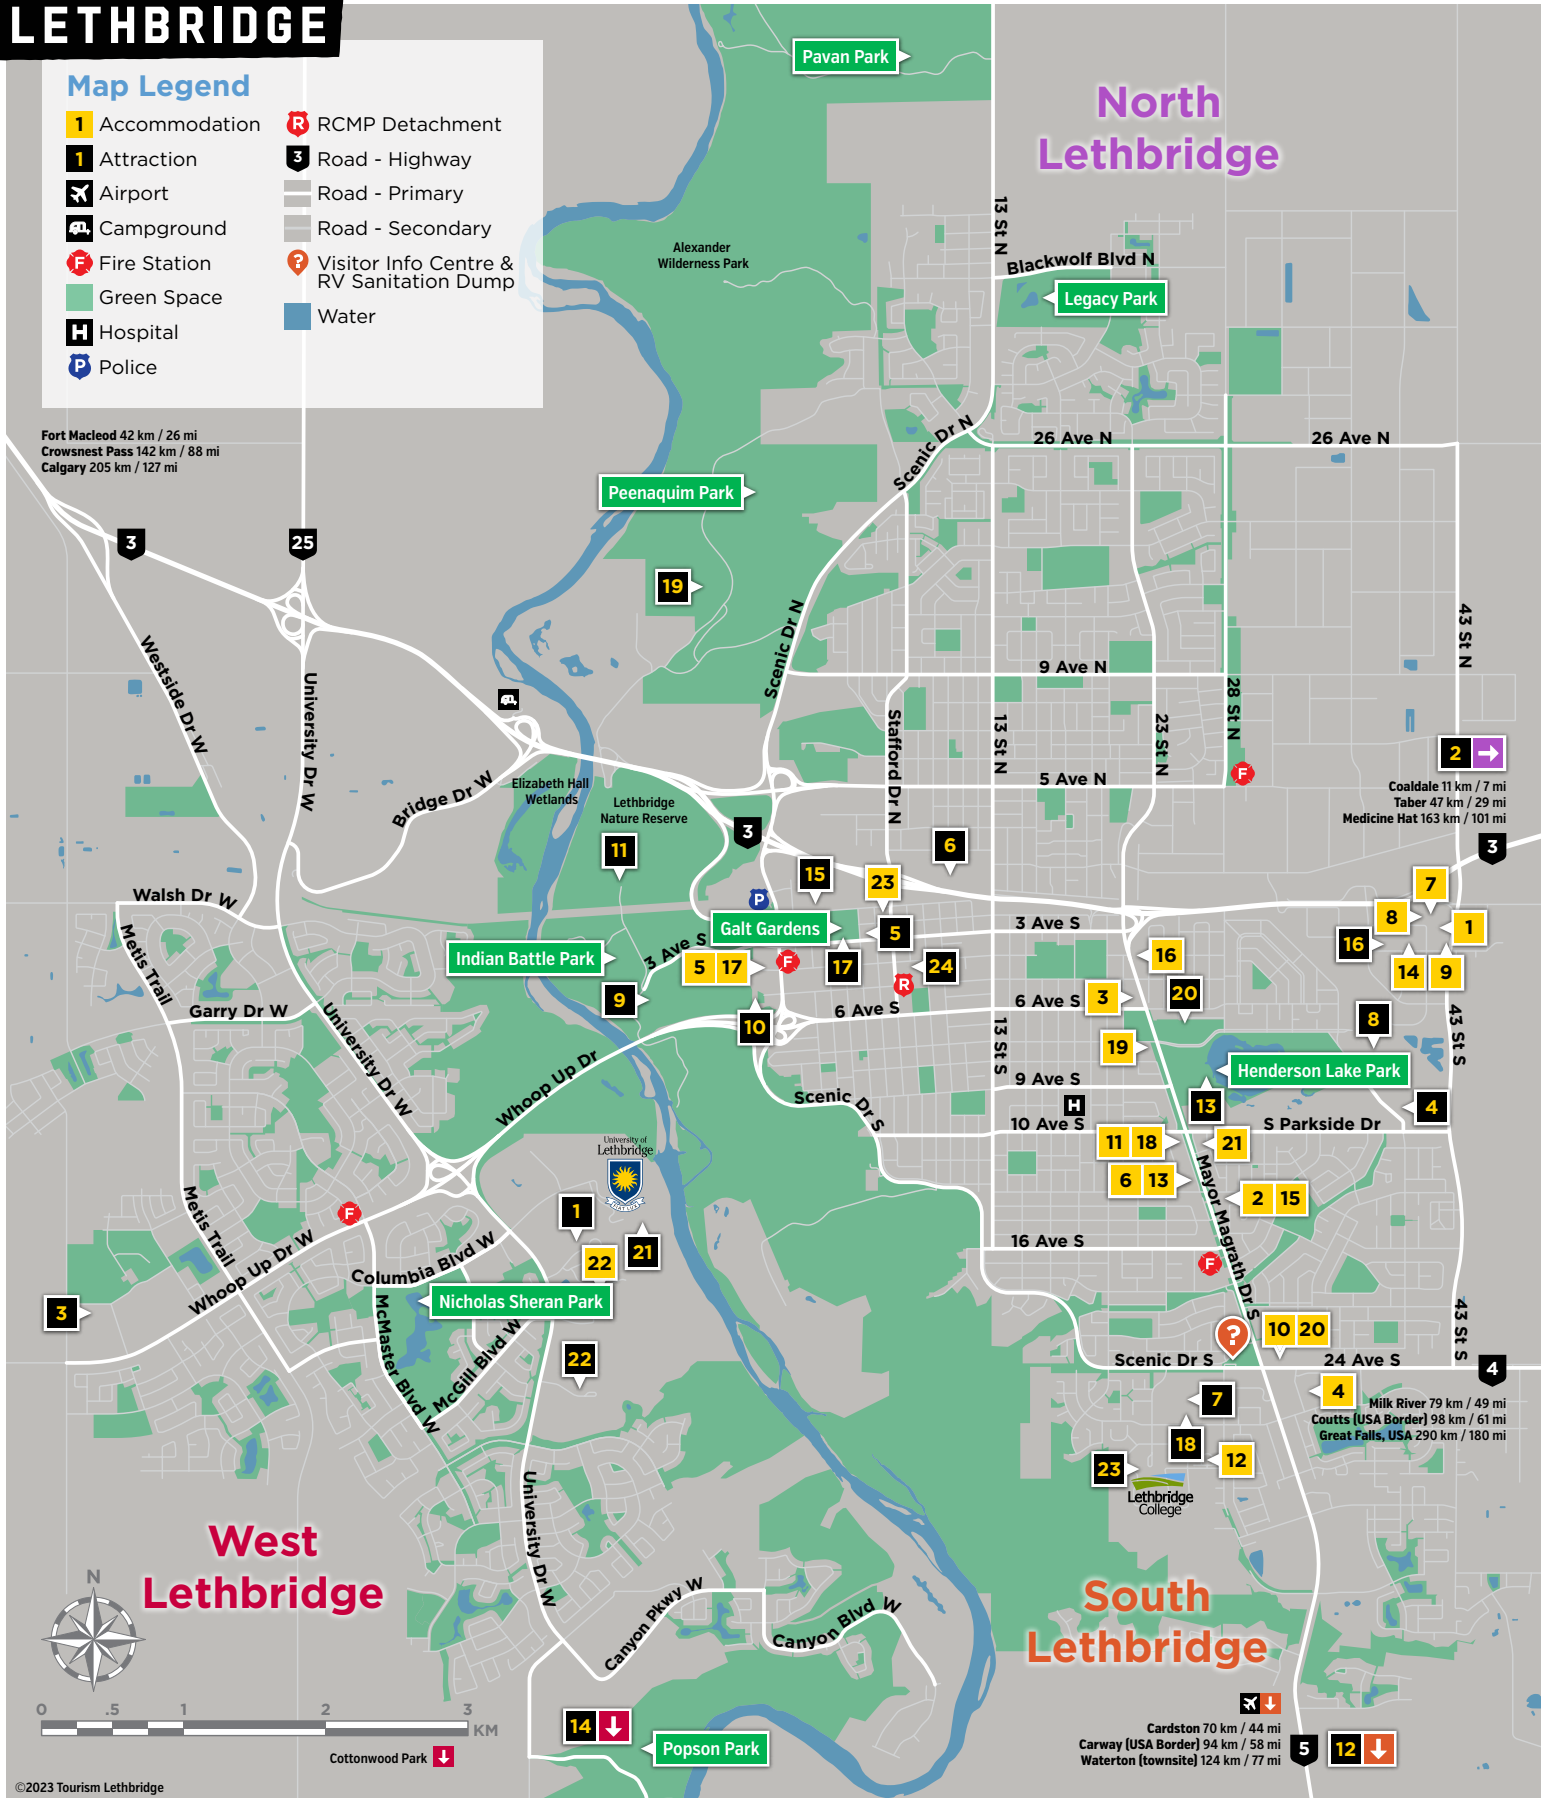 LETHBRIDGE
Map Legend
1 Accommodation
1 Attraction
Airport
Campground
F Fire Station
Green Space
H Hospital
P Police
R RCMP Detachment
3 Road - Highway
Road - Primary
Road - Secondary
? Visitor Info Centre &
RV Sanitation Dump
Water
Pavan Park
North
Lethbridge
Alexander
Wilderness Park
13 St N
Blackwolf Blvd N
Legacy Park
Fort Macleod 42 km / 26 mi
Crowsnest Pass 142 km / 88 mi
Calgary 205 km / 127 mi
Scenic Dr N
26 Ave N
26 Ave N
Peenaquim Park
3
25
19
Scenic Dr N
43 St N
Westside Dr W
University Dr W
9 Ave N
28 St N
Stafford Dr N
13 St N
23 St N
2
5 Ave N
F
Coaldale 11 km / 7 mi
Taber 47 km / 29 mi
Medicine Hat 163 km / 101 mi
Bridge Dr W
Elizabeth Hall
Wetlands
Lethbridge
Nature Reserve
3
3
11
6
15
23
7
P
Walsh Dr W
Galt Gardens
5
3 Ave S
8
1
Metis Trail
Indian Battle Park
3 Ave S
5 17
F
17
24
16
16
14
9
R
9
10
6 Ave S
6 Ave S
3
20
Garry Dr W
University Dr W
8
43 St S
13 St S
19
Whoop Up Dr
Henderson Lake Park
9 Ave S
Scenic Dr S
H
13
4
10 Ave S
S Parkside Dr
University of
Lethbridge
11 18
21
6 13
Mayor Magrath Dr S
2 15
Metis Trail
F
1
21
22
Whoop Up Dr W
Columbia Blvd W
16 Ave S
F
3
Nicholas Sheran Park
McMaster Blvd W
McGill Blvd W
22
43 St S
?
10 20
Scenic Dr S
24 Ave S
4
7
4
Milk River 79 km / 49 mi
Coutts (USA Border) 98 km / 61 mi
Great Falls, USA 290 km / 180 mi
18
12
23
Lethbridge
College
University Dr W
West
Lethbridge
N
Canyon Pkwy W
Canyon Blvd W
South
Lethbridge
0 .5 1 2 3
KM
Cottonwood Park
14
Popson Park
Cardston 70 km / 44 mi
Carway (USA Border) 94 km / 58 mi
Waterton (townsite) 124 km / 77 mi
5
12
©2023 Tourism Lethbridge